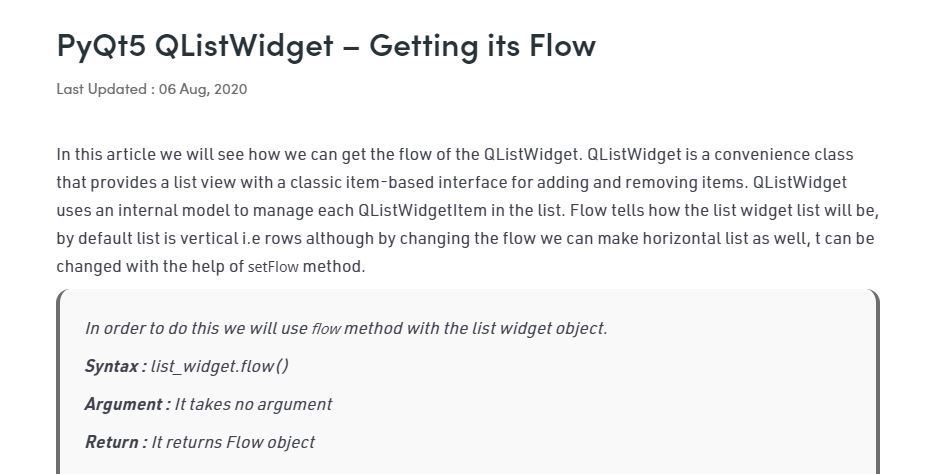 PyQt5 QListWidget – Getting its Flow
Last Updated : 06 Aug, 2020
In this article we will see how we can get the flow of the QListWidget. QListWidget is a convenience class
that provides a list view with a classic item-based interface for adding and removing items. QListWidget
uses an internal model to manage each QListWidgetItem in the list. Flow tells how the list widget list will be,
by default list is vertical i.e rows although by changing the flow we can make horizontal list as well, t can be
changed with the help of setFlow method.
In order to do this we will use flow method with the list widget object.
Syntax : list_widget.flow()
Argument : It takes no argument
Return : It returns Flow object